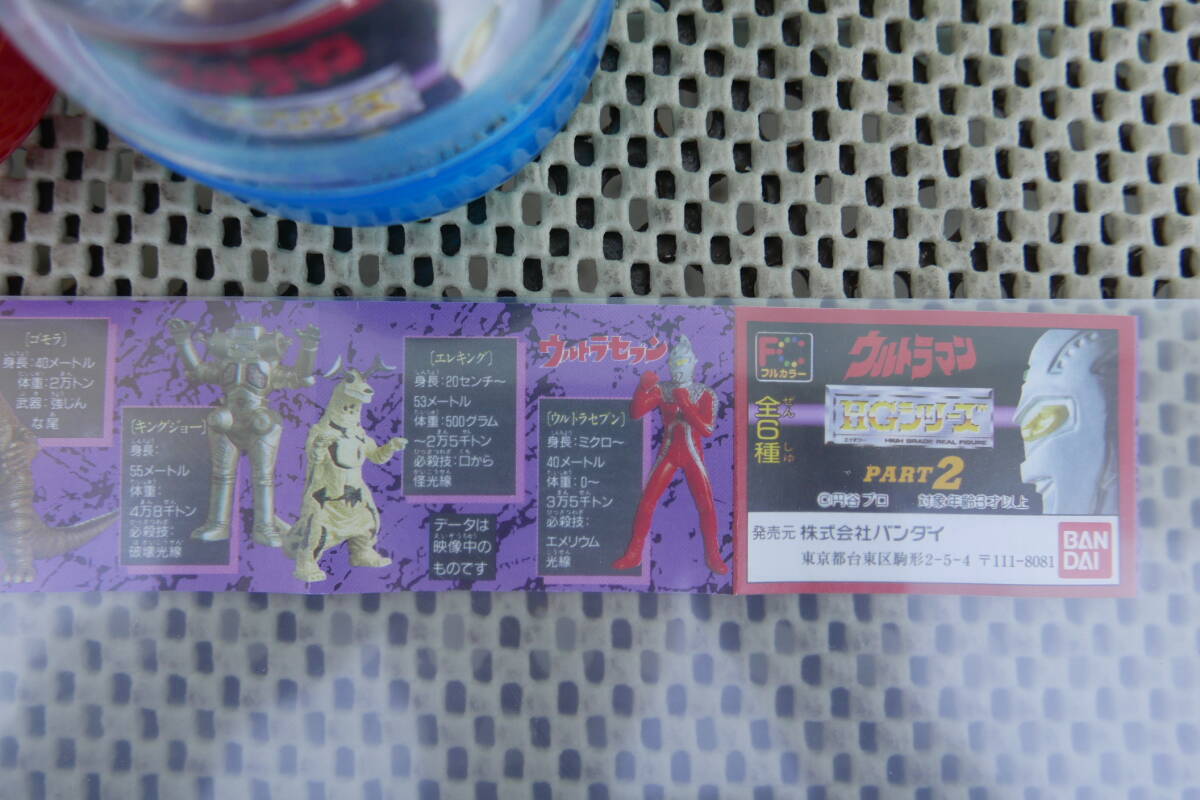 [ゴモラ]
身長:40メートル
体重:2万トン
武器:強じん
な尾
[キングジョー]
身長:
55メートル
体重:
4万8千トン
必殺技:
破壊光線
[エレキング]
身長:20センチ〜
53メートル
体重:500グラム
〜2万5千トン
必殺技:口から
怪光線
データは
映像中の
ものです
ウルトラセブン
[ウルトラセブン]
身長:ミクロ〜
40メートル
体重:0〜
3万5千トン
必殺技:
エメリウム
光線
FC
フルカラー
ウルトラマン
全6種
HGシリーズ
HIGH GRADE REAL FIGURE
PART2
©円谷プロ 対象年齢6才以上
発売元 株式会社バンダイ
東京都台東区駒形2-5-4 〒111-8081
BAN
DAI